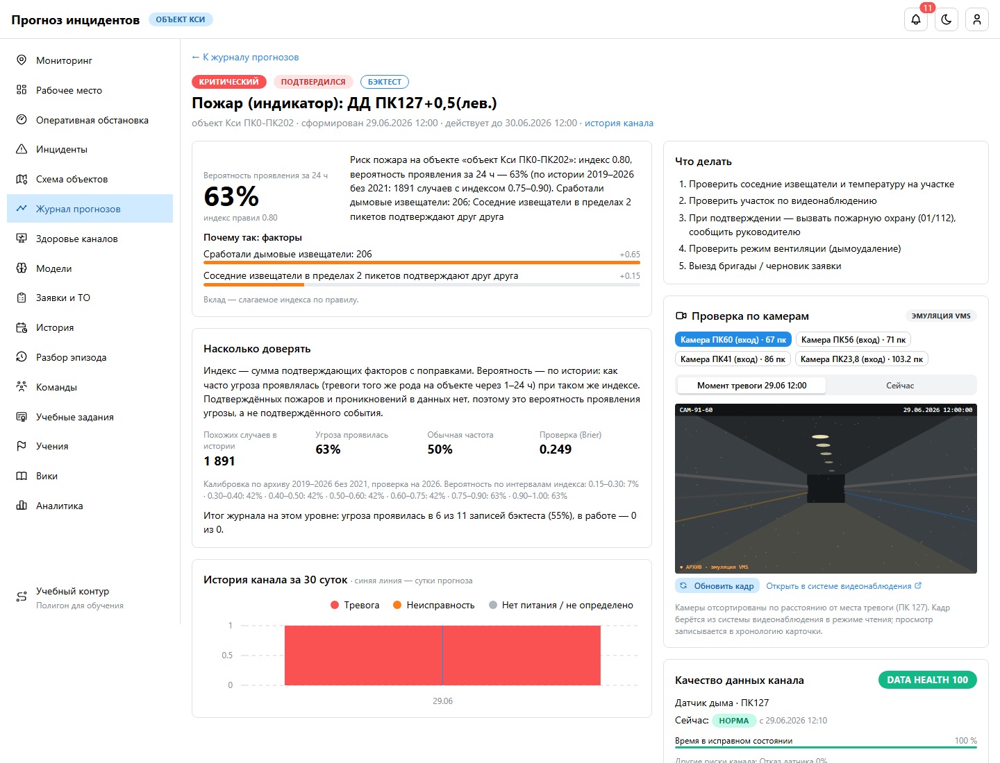 Прогноз инцидентов
ОБЪЕКТ КСИ
11
Мониторинг
Рабочее место
Оперативная обстановка
Инциденты
Схема объектов
Журнал прогнозов
Здоровье каналов
Модели
Заявки и ТО
История
Разбор эпизода
Команды
Учебные задания
Учения
Вики
Аналитика
Учебный контур
Полигон для обучения
← К журналу прогнозов
КРИТИЧЕСКИЙ ПОДТВЕРДИЛСЯ БЭКТЕСТ
Пожар (индикатор): ДД ПК127+0,5(лев.)
объект Кси ПК0-ПК202 · сформирован 29.06.2026 12:00 · действует до 30.06.2026 12:00 · история канала
Вероятность проявления за 24 ч
63%
индекс правил 0.80
Риск пожара на объекте «объект Кси ПК0-ПК202»: индекс 0.80,
вероятность проявления за 24 ч — 63% (по истории 2019–2026
без 2021: 1891 случаев с индексом 0.75–0.90). Сработали
дымовые извещатели: 206; Соседние извещатели в пределах 2
пикетов подтверждают друг друга
Почему так: факторы
Сработали дымовые извещатели: 206 +0.65
Соседние извещатели в пределах 2 пикетов подтверждают друг друга +0.15
Вклад — слагаемое индекса по правилу.
Насколько доверять
Индекс — сумма подтверждающих факторов с поправками. Вероятность — по истории: как
часто угроза проявлялась (тревоги того же рода на объекте через 1–24 ч) при таком же индексе.
Подтверждённых пожаров и проникновений в данных нет, поэтому это вероятность проявления
угрозы, а не подтверждённого события.
Похожих случаев в
истории
1 891
Угроза проявилась
63%
Обычная частота
50%
Проверка (Brier)
0.249
Калибровка по архиву 2019–2026 без 2021, проверка на 2026. Вероятность по интервалам индекса: 0.15–0.30: 7%
· 0.30–0.40: 42% · 0.40–0.50: 42% · 0.50–0.60: 42% · 0.60–0.75: 42% · 0.75–0.90: 63% · 0.90–1.00: 63%
Итог журнала на этом уровне: угроза проявилась в 6 из 11 записей бэктеста (55%), в работе — 0
из 0.
История канала за 30 суток · синяя линия — сутки прогноза
Тревога Неисправность Нет питания / не определено
1
0.5
0
29.06
Что делать
1. Проверить соседние извещатели и температуру на участке
2. Проверить участок по видеонаблюдению
3. При подтверждении — вызвать пожарную охрану (01/112),
сообщить руководителю
4. Проверить режим вентиляции (дымоудаление)
5. Выезд бригады / черновик заявки
Проверка по камерам ЭМУЛЯЦИЯ VMS
Камера ПК60 (вход) · 67 пк Камера ПК56 (вход) · 71 пк
Камера ПК41 (вход) · 86 пк Камера ПК23,8 (вход) · 103.2 пк
Момент тревоги 29.06 12:00 Сейчас
CAM-91-60 29.06.2026 12:00:00
● АРХИВ · эмуляция VMS
Обновить кадр Открыть в системе видеонаблюдения
Камеры отсортированы по расстоянию от места тревоги (ПК 127). Кадр
берётся из системы видеонаблюдения в режиме чтения; просмотр
записывается в хронологию карточки.
Качество данных канала DATA HEALTH 100
Датчик дыма · ПК127
Сейчас: НОРМА с 29.06.2026 12:10
Время в исправном состоянии 100 %
Другие риски канала: Отказ датчика 0%